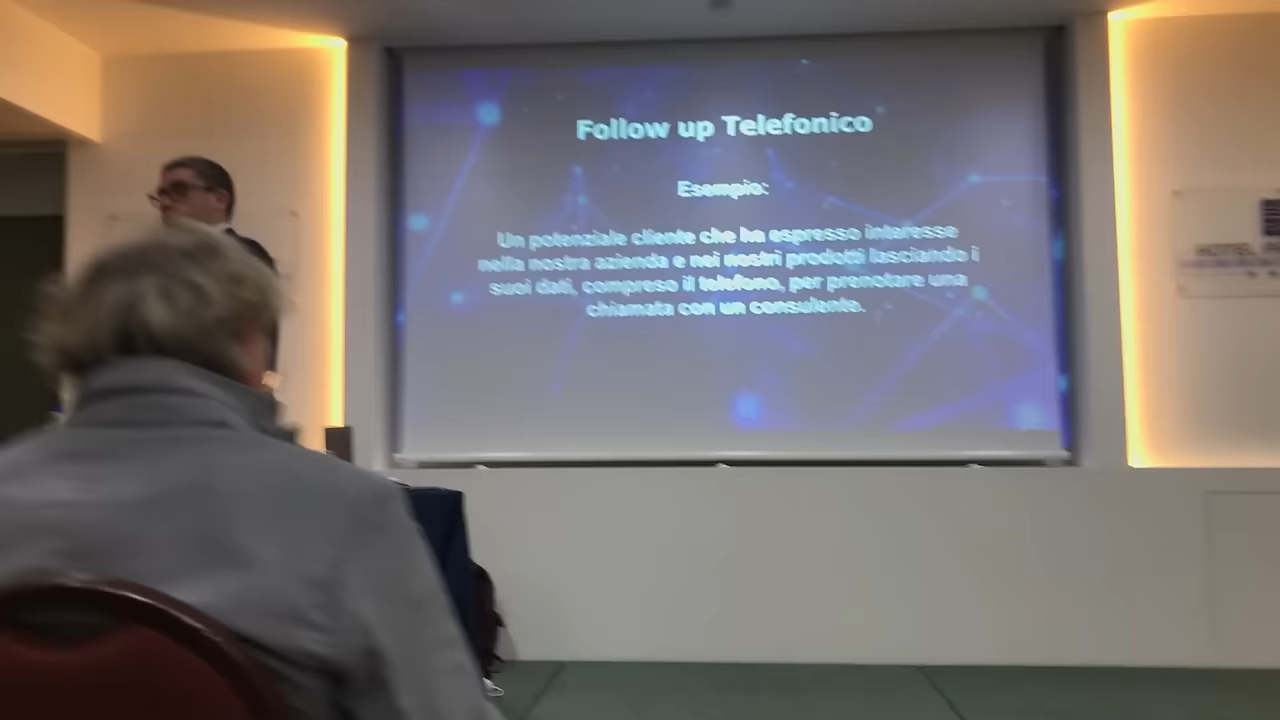 Follow up Telefonico
Esempio:
Un potenziale cliente che ha espresso interesse
nella nostra azienda e nei nostri prodotti lasciando i
suoi dati, compreso il telefono, per prenotare una
chiamata con un consulente.
HOTEL